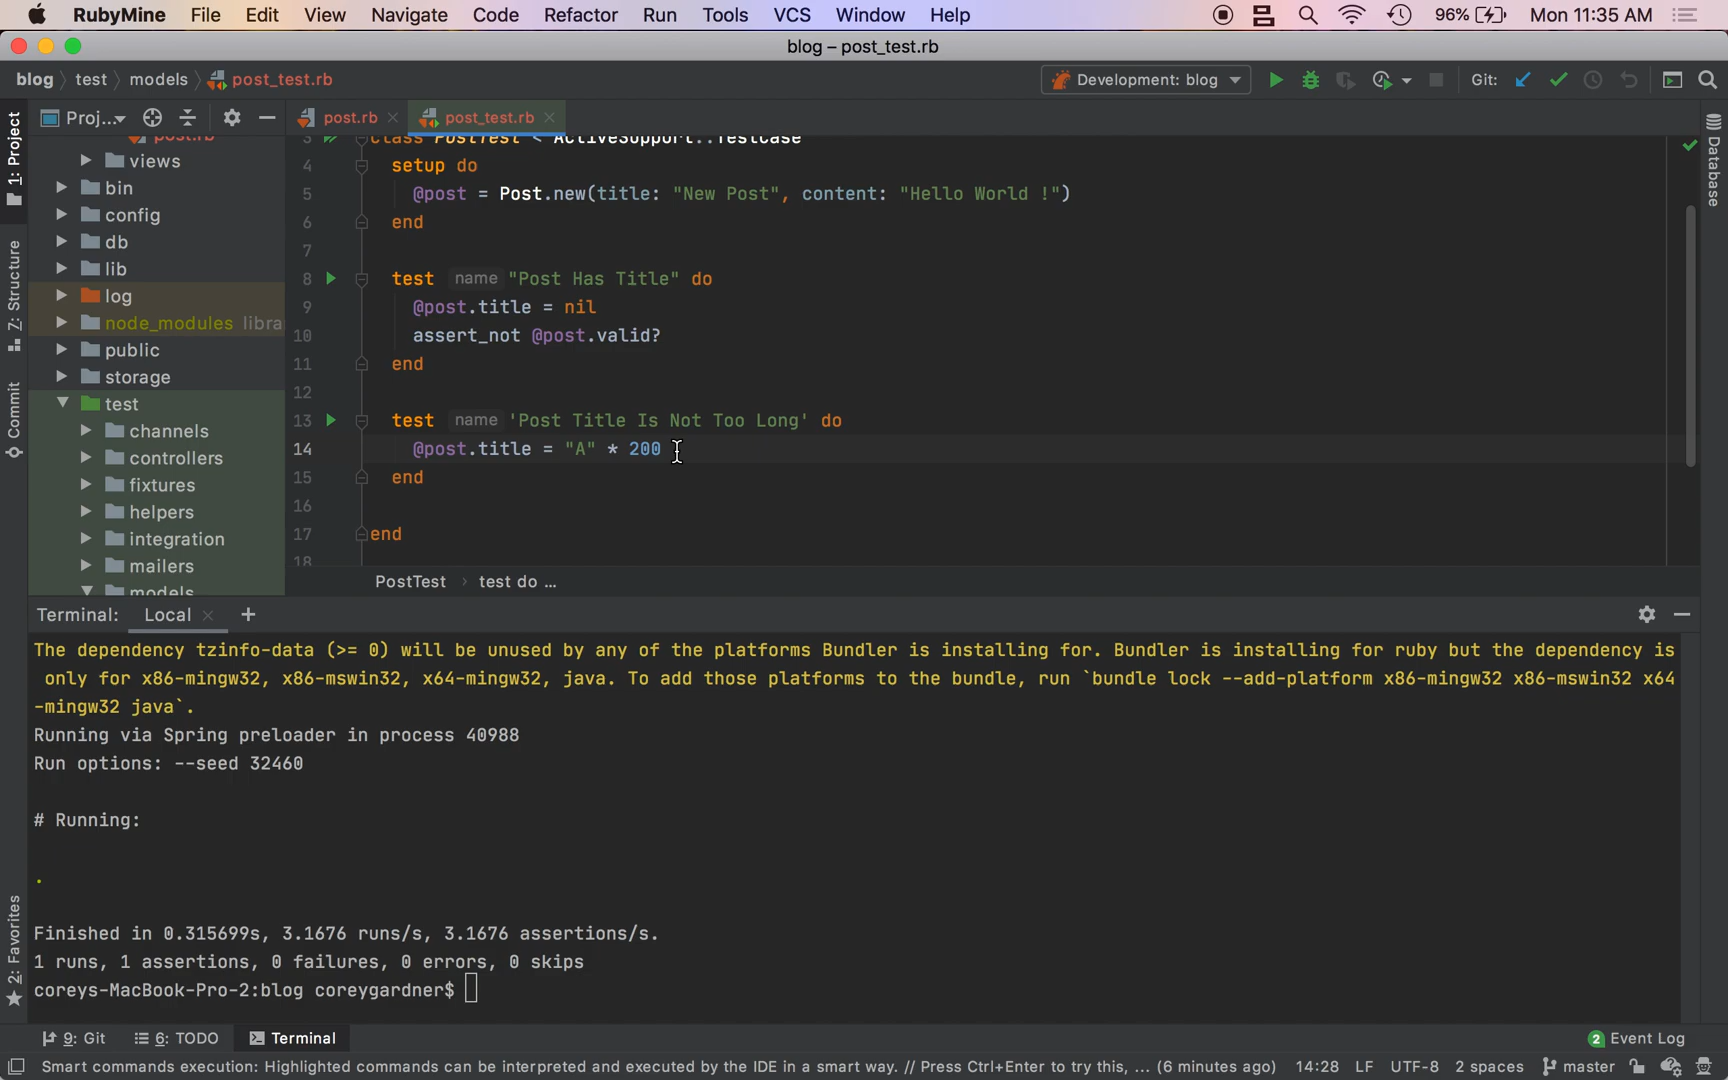 RubyMine File Edit View Navigate Code Refactor Run Tools VCS Window Help 96% Mon 11:35 AM
blog – post_test.rb
blog test models post_test.rb Development: blog Git:
1: Project
Proj...
post.rb
post_test.rb
Database
post.rb
views
bin
config
db
lib
log
node_modules libra
public
storage
test
channels
controllers
fixtures
helpers
integration
mailers
models
Z: Structure
Commit
2: Favorites
3 class PostTest < ActiveSupport::TestCase
4 setup do
5 @post = Post.new(title: "New Post", content: "Hello World !")
6 end
7
8 test name "Post Has Title" do
9 @post.title = nil
10 assert_not @post.valid?
11 end
12
13 test name 'Post Title Is Not Too Long' do
14 @post.title = "A" * 200
15 end
16
17 end
18
PostTest test do ...
Terminal: Local +
The dependency tzinfo-data (>= 0) will be unused by any of the platforms Bundler is installing for. Bundler is installing for ruby but the dependency is
only for x86-mingw32, x86-mswin32, x64-mingw32, java. To add those platforms to the bundle, run `bundle lock --add-platform x86-mingw32 x86-mswin32 x64
-mingw32 java`.
Running via Spring preloader in process 40988
Run options: --seed 32460
# Running:
.
Finished in 0.315699s, 3.1676 runs/s, 3.1676 assertions/s.
1 runs, 1 assertions, 0 failures, 0 errors, 0 skips
coreys-MacBook-Pro-2:blog coreygardner$
9: Git 6: TODO Terminal 2 Event Log
Smart commands execution: Highlighted commands can be interpreted and executed by the IDE in a smart way. // Press Ctrl+Enter to try this, ... (6 minutes ago) 14:28 LF UTF-8 2 spaces master